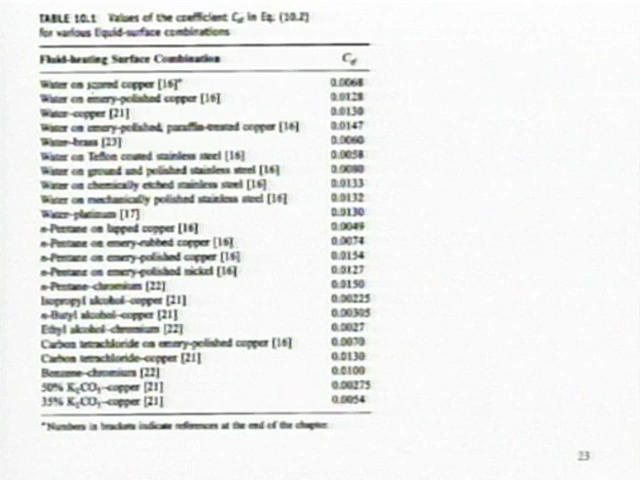 TABLE 10.1 Values of the coefficient C_sf in Eq. (10.2)
for various liquid-surface combinations
Fluid-heating Surface Combination C_sf
Water on scored copper [16]* 0.0068
Water on emery-polished copper [16] 0.0128
Water–copper [21] 0.0130
Water on emery-polished, paraffin-treated copper [16] 0.0147
Water–brass [23] 0.0060
Water on Teflon coated stainless steel [16] 0.0058
Water on ground and polished stainless steel [16] 0.0080
Water on chemically etched stainless steel [16] 0.0133
Water on mechanically polished stainless steel [16] 0.0132
Water–platinum [17] 0.0130
n-Pentane on lapped copper [16] 0.0049
n-Pentane on emery-rubbed copper [16] 0.0074
n-Pentane on emery-polished copper [16] 0.0154
n-Pentane on emery-polished nickel [16] 0.0127
n-Pentane–chromium [22] 0.0150
Isopropyl alcohol–copper [21] 0.00225
n-Butyl alcohol–copper [21] 0.00305
Ethyl alcohol–chromium [22] 0.0027
Carbon tetrachloride on emery-polished copper [16] 0.0070
Carbon tetrachloride–copper [21] 0.0130
Benzene–chromium [22] 0.0100
50% K₂CO₃–copper [21] 0.00275
35% K₂CO₃–copper [21] 0.0054
*Numbers in brackets indicate references at the end of the chapter.
23